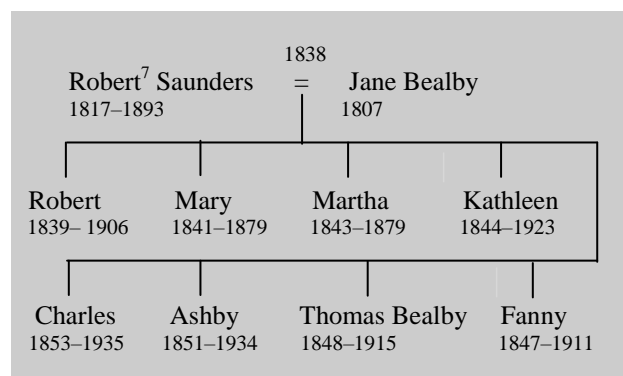 1838
Robert⁷ Saunders = Jane Bealby
1817–1893 1807
Robert Mary Martha Kathleen
1839– 1906 1841–1879 1843–1879 1844–1923
Charles Ashby Thomas Bealby Fanny
1853–1935 1851–1934 1848–1915 1847–1911